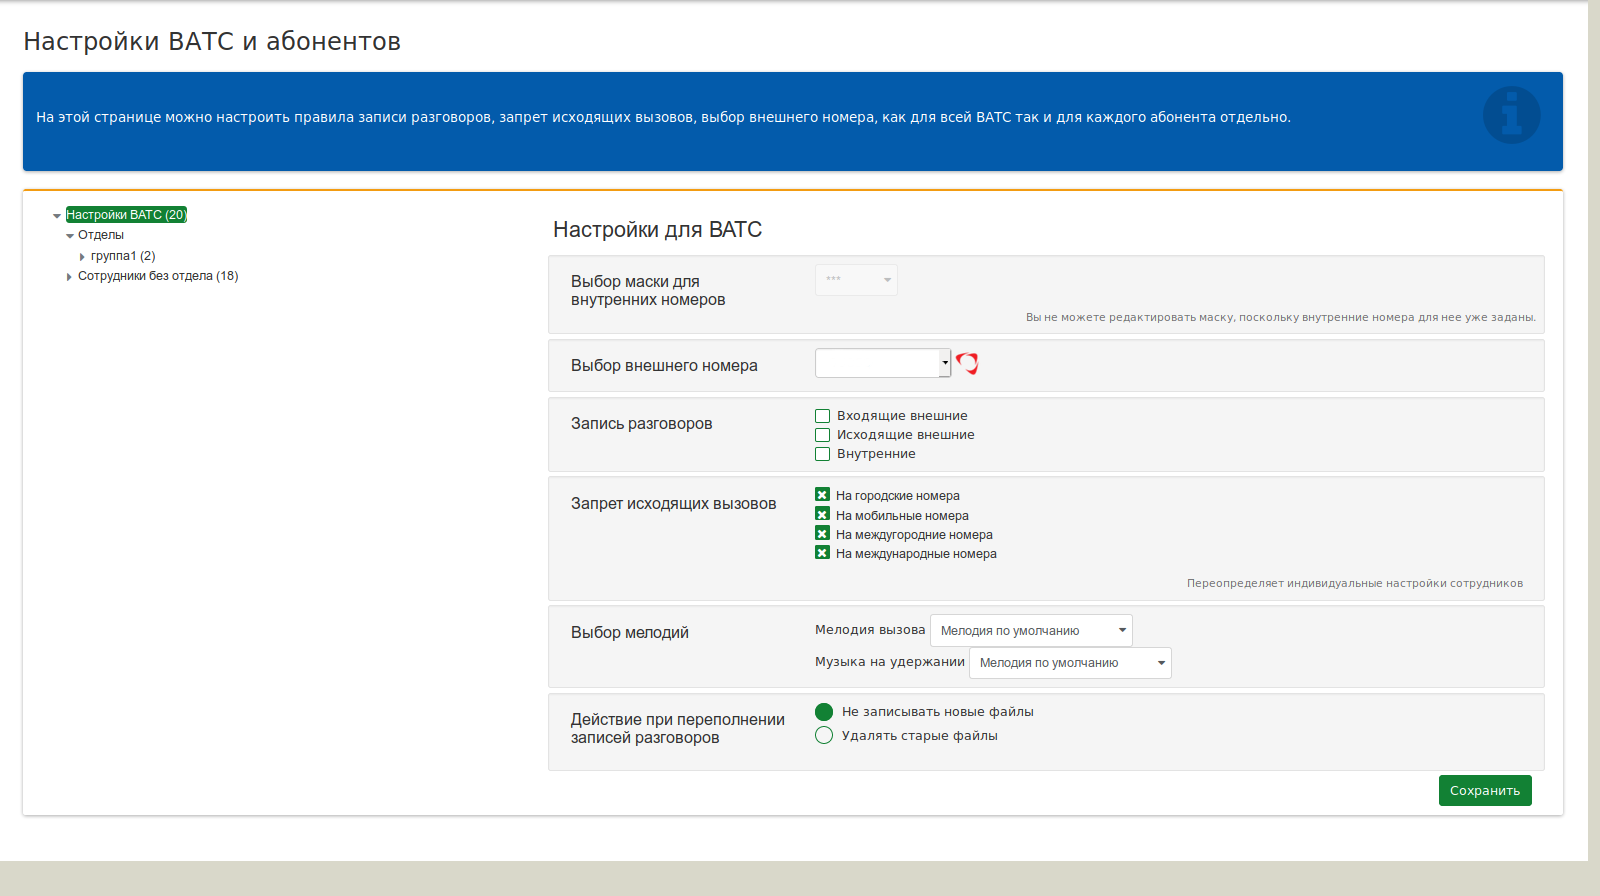 Настройки ВАТС и абонентов
На этой странице можно настроить правила записи разговоров, запрет исходящих вызовов, выбор внешнего номера, как для всей ВАТС так и для каждого абонента отдельно.
Настройки ВАТС (20)
Отделы
группа1 (2)
Сотрудники без отдела (18)
Настройки для ВАТС
Выбор маски для
внутренних номеров
***
Вы не можете редактировать маску, поскольку внутренние номера для нее уже заданы.
Выбор внешнего номера
Запись разговоров
Входящие внешние
Исходящие внешние
Внутренние
Запрет исходящих вызовов
На городские номера
На мобильные номера
На междугородние номера
На международные номера
Переопределяет индивидуальные настройки сотрудников
Выбор мелодий
Мелодия вызова Мелодия по умолчанию
Музыка на удержании Мелодия по умолчанию
Действие при переполнении
записей разговоров
Не записывать новые файлы
Удалять старые файлы
Сохранить